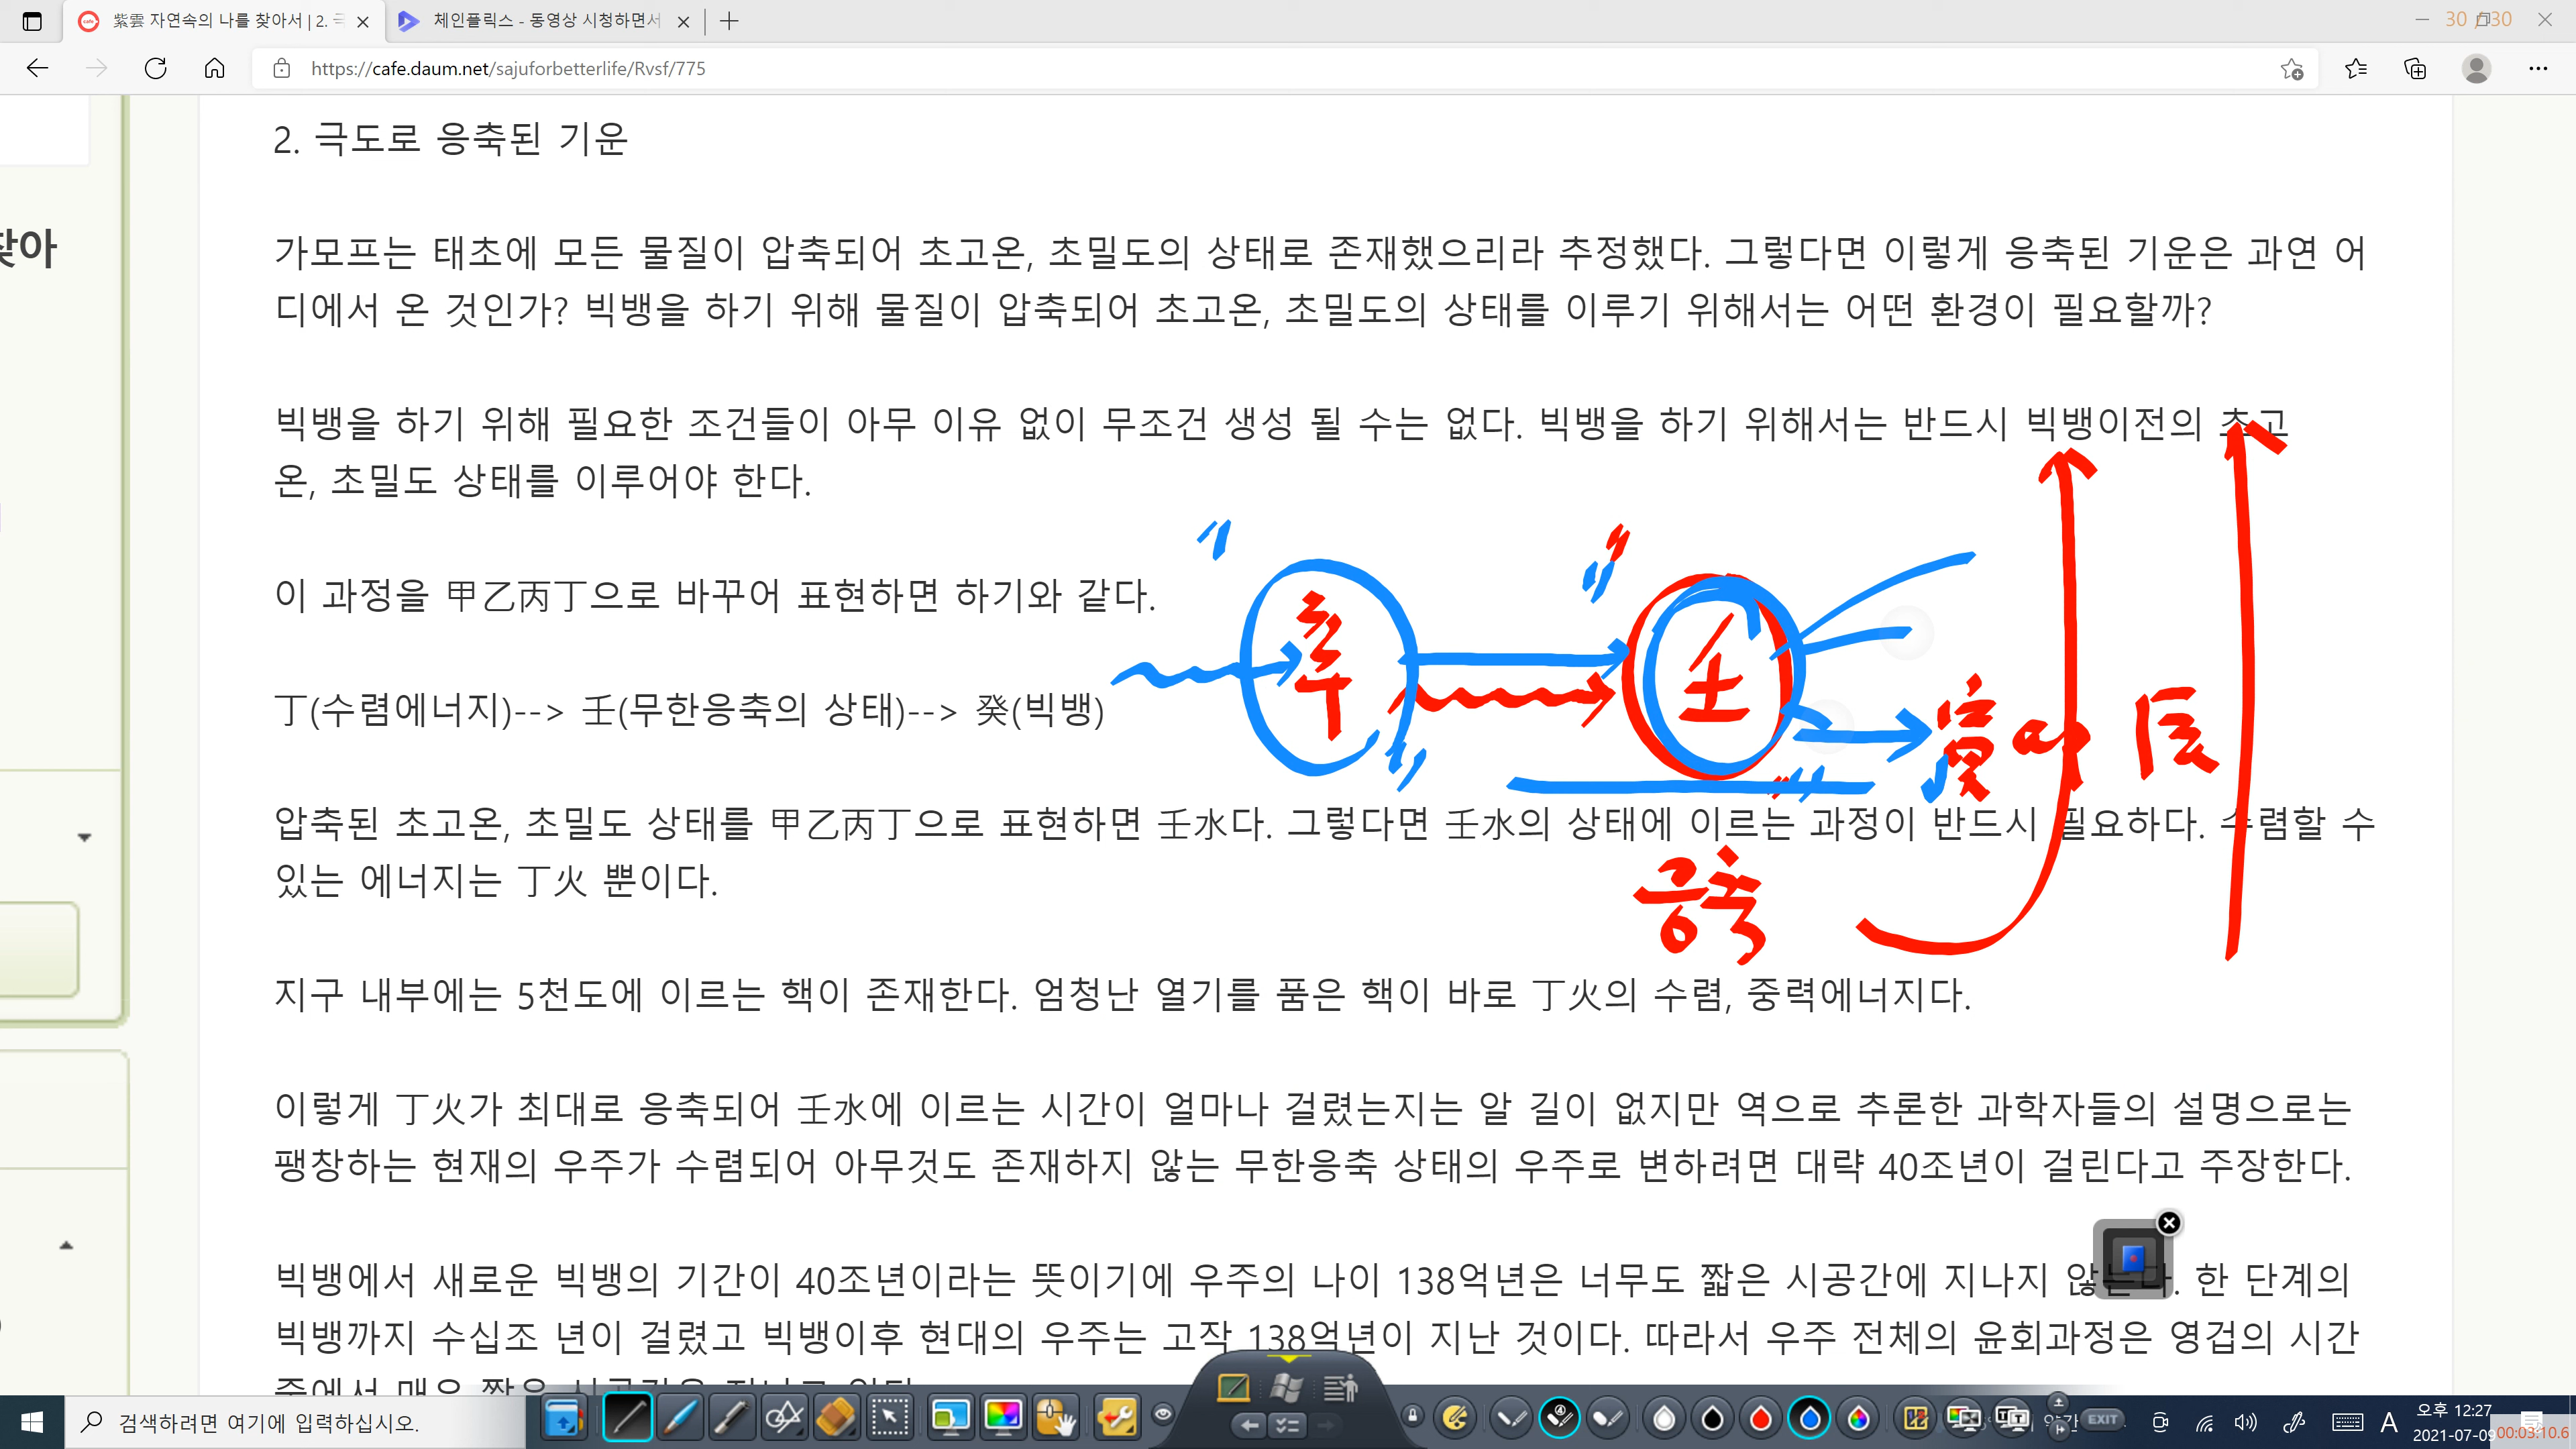 紫雲 자연속의 나를 찾아서 | 2. 극
체인플릭스 - 동영상 시청하면서
30 / 30
https://cafe.daum.net/sajuforbetterlife/Rvsf/775
찾아
2. 극도로 응축된 기운
가모프는 태초에 모든 물질이 압축되어 초고온, 초밀도의 상태로 존재했으리라 추정했다. 그렇다면 이렇게 응축된 기운은 과연 어
디에서 온 것인가? 빅뱅을 하기 위해 물질이 압축되어 초고온, 초밀도의 상태를 이루기 위해서는 어떤 환경이 필요할까?
빅뱅을 하기 위해 필요한 조건들이 아무 이유 없이 무조건 생성 될 수는 없다. 빅뱅을 하기 위해서는 반드시 빅뱅이전의 초고
온, 초밀도 상태를 이루어야 한다.
이 과정을 甲乙丙丁으로 바꾸어 표현하면 하기와 같다.
壬
丁(수렴에너지)--> 壬(무한응축의 상태)--> 癸(빅뱅)
압축된 초고온, 초밀도 상태를 甲乙丙丁으로 표현하면 壬水다. 그렇다면 壬水의 상태에 이르는 과정이 반드시 필요하다. 수렴할 수
있는 에너지는 丁火 뿐이다.
응축
지구 내부에는 5천도에 이르는 핵이 존재한다. 엄청난 열기를 품은 핵이 바로 丁火의 수렴, 중력에너지다.
이렇게 丁火가 최대로 응축되어 壬水에 이르는 시간이 얼마나 걸렸는지는 알 길이 없지만 역으로 추론한 과학자들의 설명으로는
팽창하는 현재의 우주가 수렴되어 아무것도 존재하지 않는 무한응축 상태의 우주로 변하려면 대략 40조년이 걸린다고 주장한다.
빅뱅에서 새로운 빅뱅의 기간이 40조년이라는 뜻이기에 우주의 나이 138억년은 너무도 짧은 시공간에 지나지 않는다. 한 단계의
빅뱅까지 수십조 년이 걸렸고 빅뱅이후 현대의 우주는 고작 138억년이 지난 것이다. 따라서 우주 전체의 윤회과정은 영겁의 시간
검색하려면 여기에 입력하십시오.
EXIT
A
오후 12:27
2021-07-09
00:03:10.6